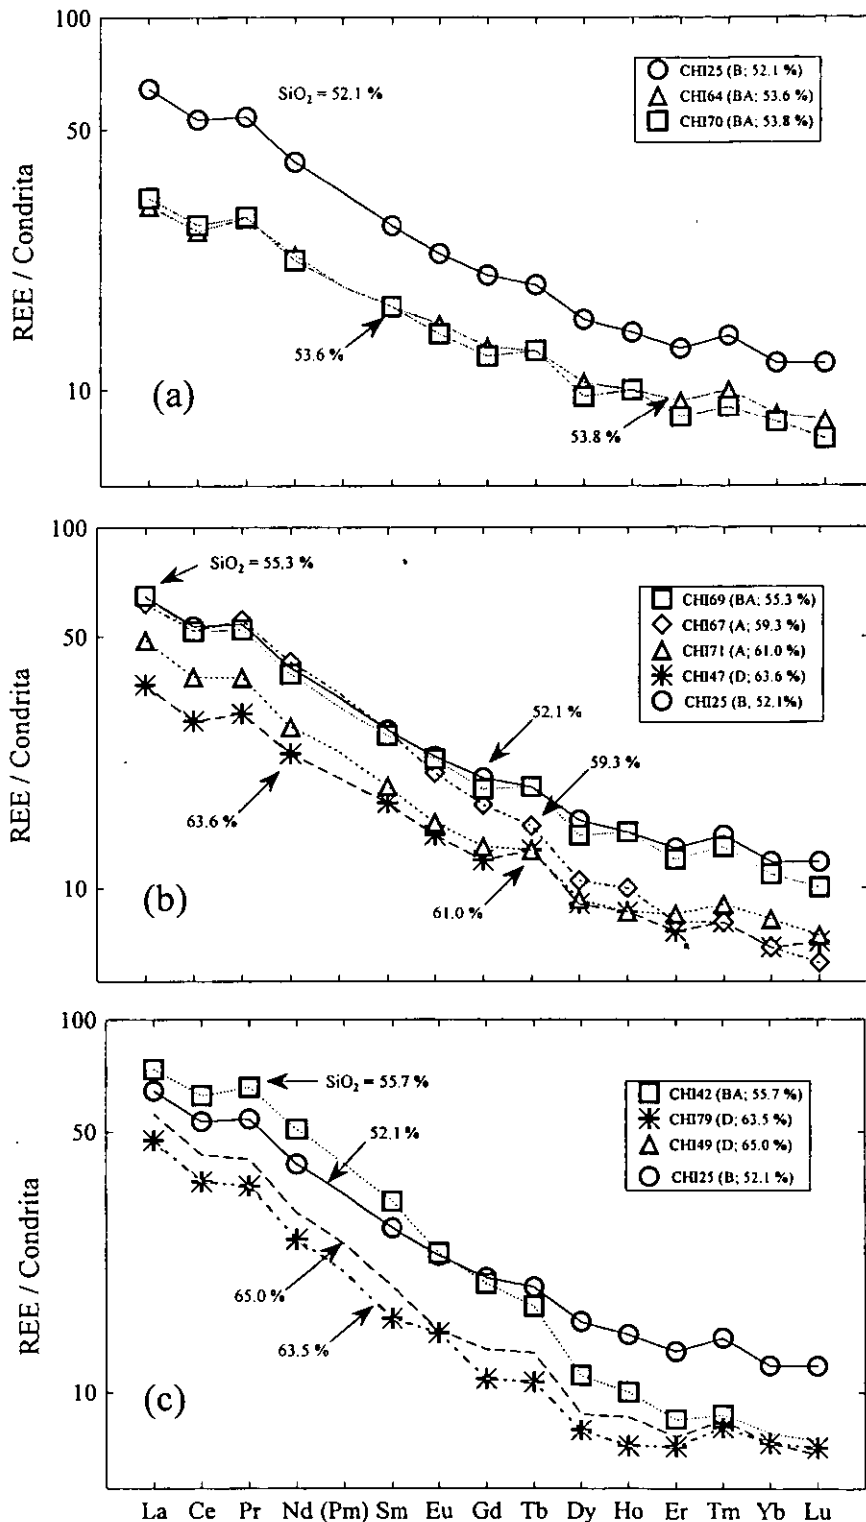 100
50
10
REE / Condrita
SiO₂ = 52.1 %
CHI25 (B; 52.1 %)
CHI64 (BA; 53.6 %)
CHI70 (BA; 53.8 %)
53.6 %
53.8 %
(a)
100
50
10
SiO₂ = 55.3 %
CHI69 (BA; 55.3 %)
CHI67 (A; 59.3 %)
CHI71 (A; 61.0 %)
CHI47 (D; 63.6 %)
CHI25 (B, 52.1%)
52.1 %
59.3 %
63.6 %
61.0 %
(b)
100
50
10
REE / Condrita
SiO₂ = 55.7 %
CHI42 (BA; 55.7 %)
CHI79 (D; 63.5 %)
CHI49 (D; 65.0 %)
CHI25 (B; 52.1 %)
52.1 %
65.0 %
63.5 %
(c)
La Ce Pr Nd (Pm) Sm Eu Gd Tb Dy Ho Er Tm Yb Lu